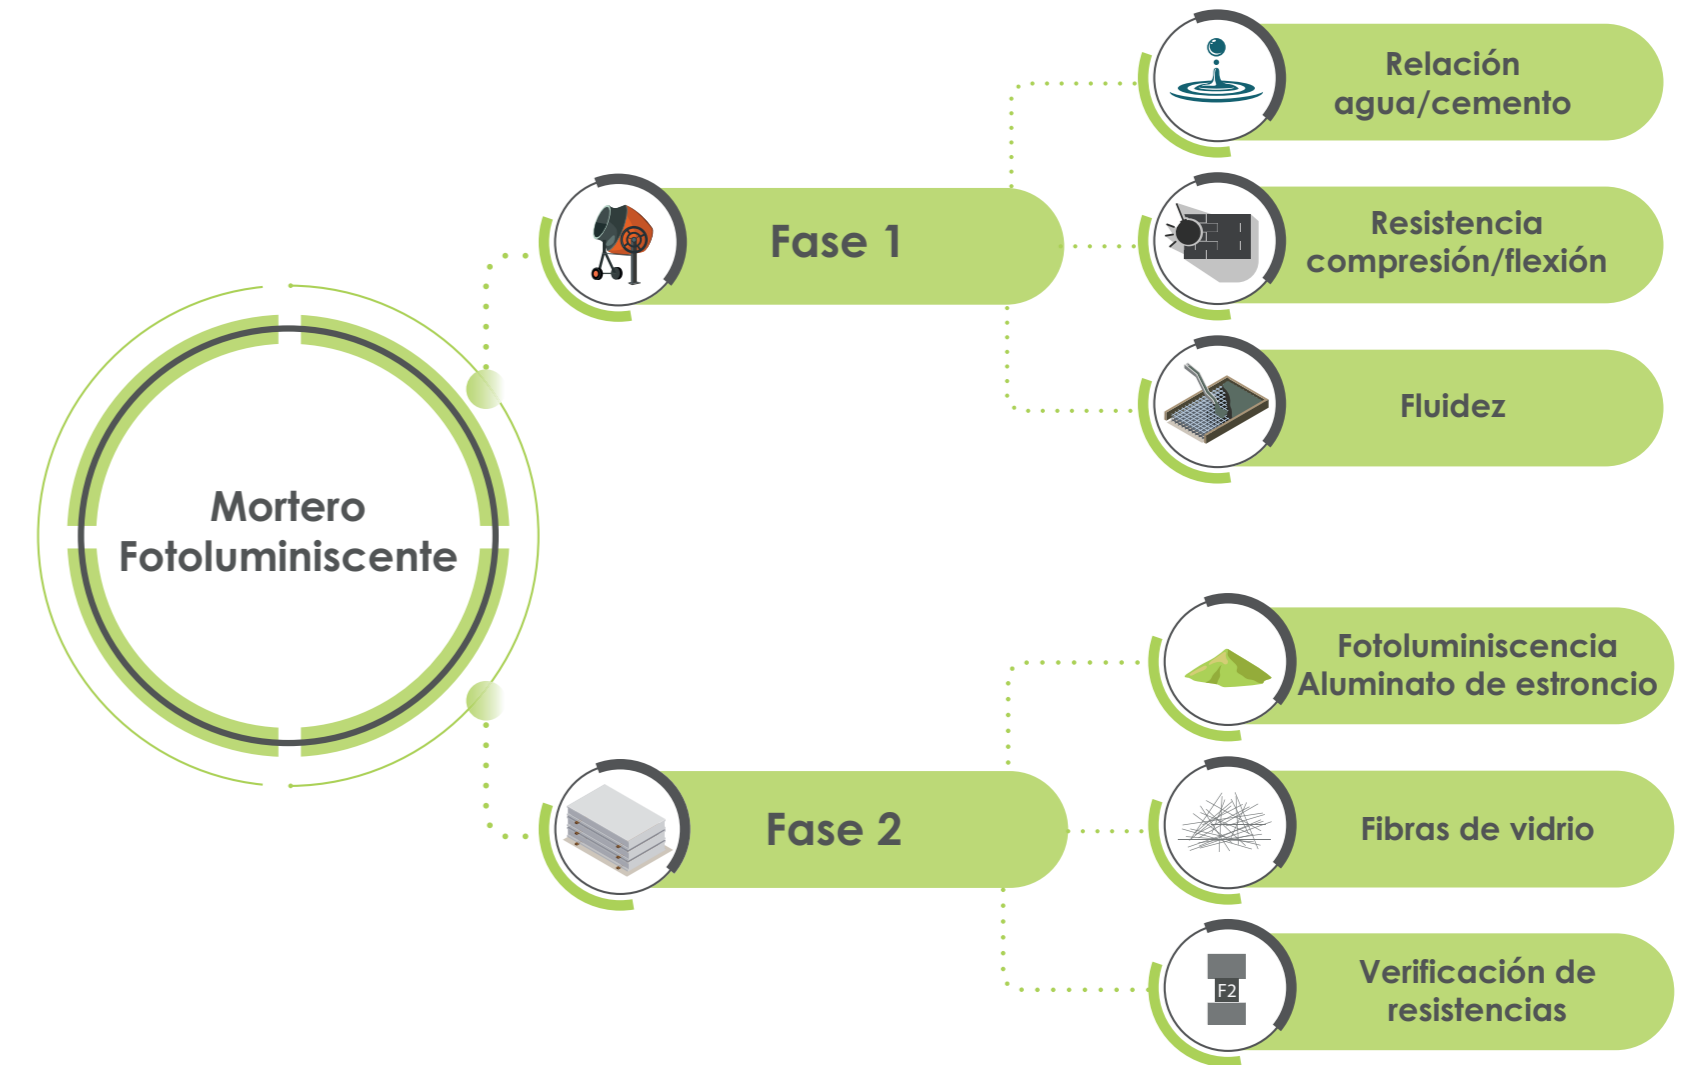 Mortero
Fotoluminiscente
Fase 1
Relación
agua/cemento
Resistencia
compresión/flexión
Fluidez
Fase 2
Fotoluminiscencia
Aluminato de estroncio
Fibras de vidrio
F2
Verificación de
resistencias